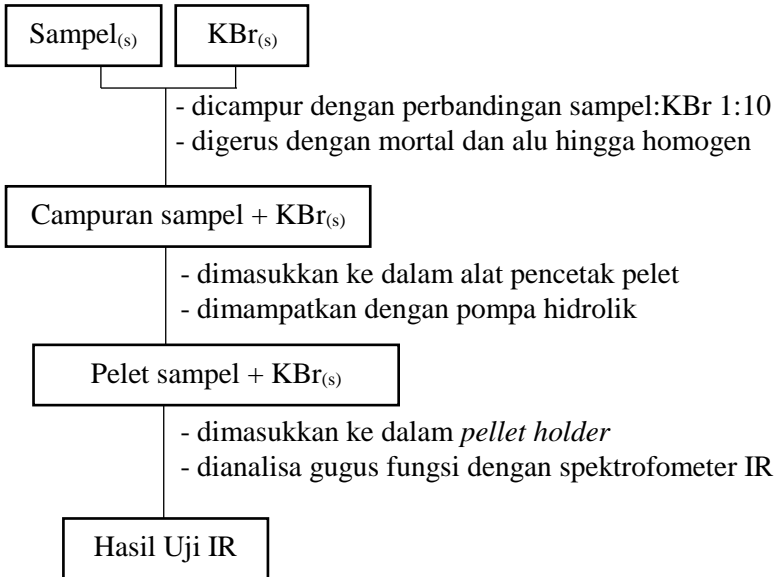 Sampel(s)
KBr(s)
- dicampur dengan perbandingan sampel:KBr 1:10
- digerus dengan mortal dan alu hingga homogen
Campuran sampel + KBr(s)
- dimasukkan ke dalam alat pencetak pelet
- dimampatkan dengan pompa hidrolik
Pelet sampel + KBr(s)
- dimasukkan ke dalam pellet holder
- dianalisa gugus fungsi dengan spektrofometer IR
Hasil Uji IR